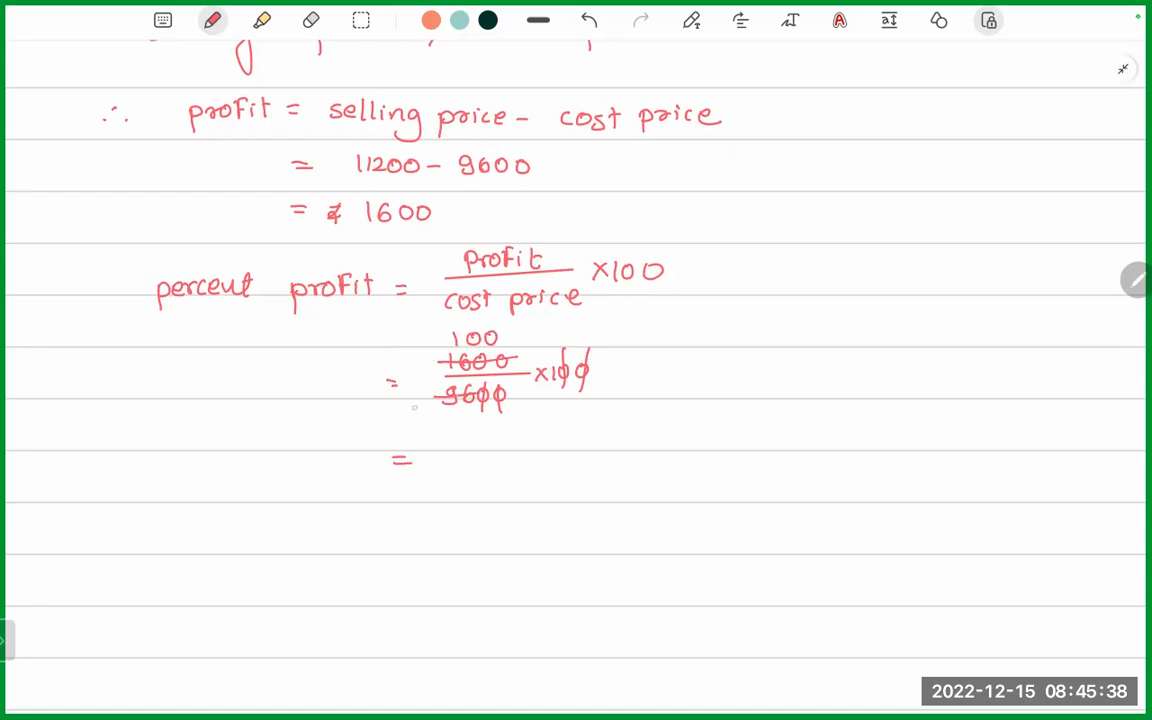 ∴ profit = selling price - cost price
= 11200 - 9600
= ₹ 1600
percent profit = profit / cost price ×100
100
= 1600 / 9600 ×100
=
2022-12-15 08:45:38